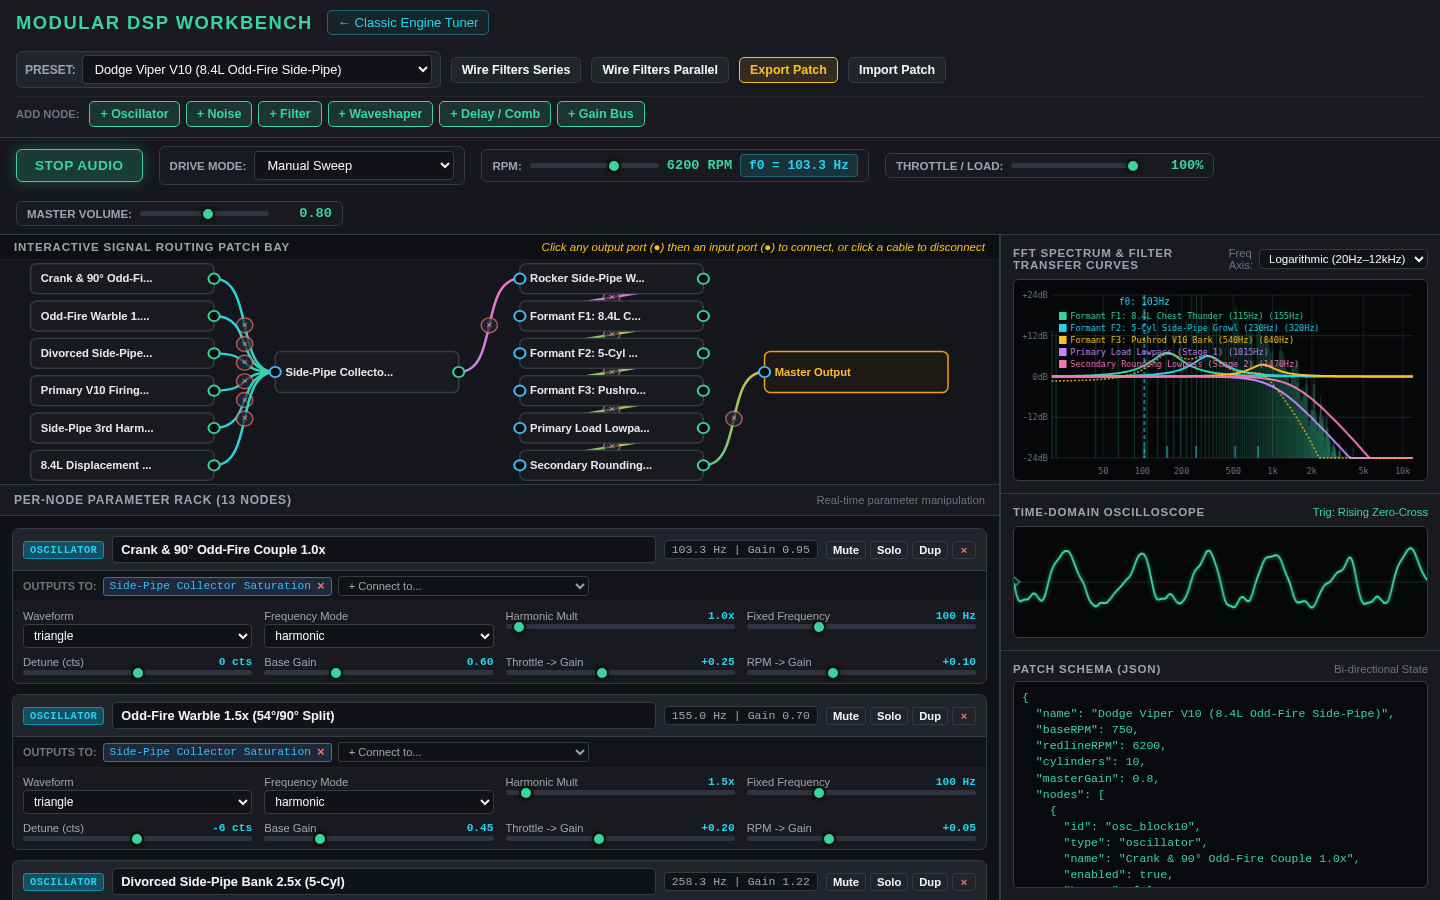 MODULAR DSP WORKBENCH
← Classic Engine Tuner
PRESET: Dodge Viper V10 (8.4L Odd-Fire Side-Pipe)
Wire Filters Series
Wire Filters Parallel
Export Patch
Import Patch
ADD NODE: + Oscillator + Noise + Filter + Waveshaper + Delay / Comb + Gain Bus
STOP AUDIO
DRIVE MODE: Manual Sweep
RPM: 6200 RPM f0 = 103.3 Hz
THROTTLE / LOAD: 100%
MASTER VOLUME: 0.80
INTERACTIVE SIGNAL ROUTING PATCH BAY
Click any output port (●) then an input port (●) to connect, or click a cable to disconnect
Crank & 90° Odd-Fi...
Odd-Fire Warble 1....
Divorced Side-Pipe...
Primary V10 Firing...
Side-Pipe 3rd Harm...
8.4L Displacement ...
Side-Pipe Collecto...
Rocker Side-Pipe W...
Formant F1: 8.4L C...
Formant F2: 5-Cyl ...
Formant F3: Pushro...
Primary Load Lowpa...
Secondary Rounding...
Master Output
PER-NODE PARAMETER RACK (13 NODES)
Real-time parameter manipulation
OSCILLATOR Crank & 90° Odd-Fire Couple 1.0x 103.3 Hz | Gain 0.95 Mute Solo Dup ×
OUTPUTS TO: Side-Pipe Collector Saturation × + Connect to...
Waveform Frequency Mode Harmonic Mult 1.0x Fixed Frequency 100 Hz
triangle harmonic
Detune (cts) 0 cts Base Gain 0.60 Throttle -> Gain +0.25 RPM -> Gain +0.10
OSCILLATOR Odd-Fire Warble 1.5x (54°/90° Split) 155.0 Hz | Gain 0.70 Mute Solo Dup ×
OUTPUTS TO: Side-Pipe Collector Saturation × + Connect to...
Waveform Frequency Mode Harmonic Mult 1.5x Fixed Frequency 100 Hz
triangle harmonic
Detune (cts) -6 cts Base Gain 0.45 Throttle -> Gain +0.20 RPM -> Gain +0.05
OSCILLATOR Divorced Side-Pipe Bank 2.5x (5-Cyl) 258.3 Hz | Gain 1.22 Mute Solo Dup ×
FFT SPECTRUM & FILTER
TRANSFER CURVES
Freq
Axis:
Logarithmic (20Hz–12kHz)
+24dB
+12dB
0dB
-12dB
-24dB
f0: 103Hz
Formant F1: 8.4L Chest Thunder (115Hz) (155Hz)
Formant F2: 5-Cyl Side-Pipe Growl (230Hz) (320Hz)
Formant F3: Pushrod V10 Bark (540Hz) (840Hz)
Primary Load Lowpass (Stage 1) (1015Hz)
Secondary Rounding Lowpass (Stage 2) (1470Hz)
50 100 200 500 1k 2k 5k 10k
TIME-DOMAIN OSCILLOSCOPE
Trig: Rising Zero-Cross
PATCH SCHEMA (JSON)
Bi-directional State
{
"name": "Dodge Viper V10 (8.4L Odd-Fire Side-Pipe)",
"baseRPM": 750,
"redlineRPM": 6200,
"cylinders": 10,
"masterGain": 0.8,
"nodes": [
{
"id": "osc_block10",
"type": "oscillator",
"name": "Crank & 90° Odd-Fire Couple 1.0x",
"enabled": true,